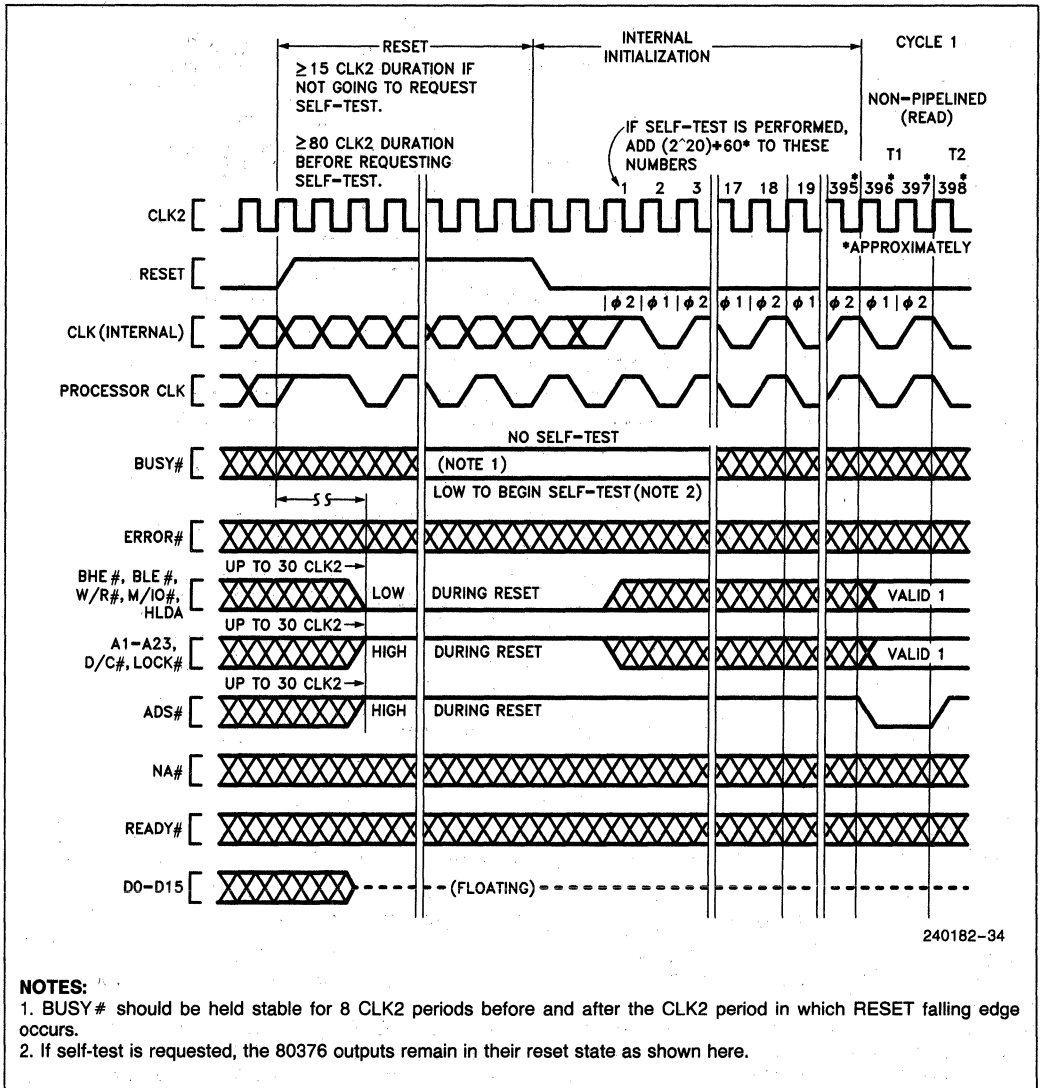 RESET
INTERNAL
INITIALIZATION
CYCLE 1
≥15 CLK2 DURATION IF
NOT GOING TO REQUEST
SELF-TEST.
≥80 CLK2 DURATION
BEFORE REQUESTING
SELF-TEST.
IF SELF-TEST IS PERFORMED,
ADD (2^20)+60* TO THESE
NUMBERS
NON-PIPELINED
(READ)
T1 T2
1 2 3 17 18 19 395* 396* 397* 398*
CLK2
*APPROXIMATELY
RESET
ϕ2 | ϕ1 | ϕ2 ϕ1 | ϕ2 ϕ1 ϕ2 ϕ1 | ϕ2
CLK (INTERNAL)
PROCESSOR CLK
NO SELF-TEST
BUSY# (NOTE 1)
LOW TO BEGIN SELF-TEST (NOTE 2)
ERROR#
UP TO 30 CLK2
BHE#, BLE#,
W/R#, M/IO#,
HLDA
LOW DURING RESET VALID 1
UP TO 30 CLK2
A1-A23,
D/C#, LOCK#
HIGH DURING RESET VALID 1
UP TO 30 CLK2
ADS# HIGH DURING RESET
NA#
READY#
D0-D15 (FLOATING)
240182-34
NOTES:
1. BUSY# should be held stable for 8 CLK2 periods before and after the CLK2 period in which RESET falling edge
occurs.
2. If self-test is requested, the 80376 outputs remain in their reset state as shown here.